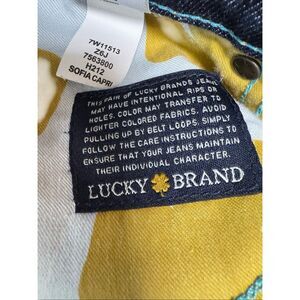 7W11513
Z6J
7563800
H212
SOFIA CAPRI
THIS PAIR OF LUCKY BRANDS JEANS
MAY HAVE INTENTIONAL RIPS OR
HOLES. COLOR MAY TRANSFER TO
LIGHTER COLORED FABRICS. AVOID
PULLING UP BY BELT LOOPS. SIMPLY
FOLLOW THE CARE INSTRUCTIONS TO
ENSURE THAT YOUR JEANS MAINTAIN
THEIR INDIVIDUAL CHARACTER.
LUCKY BRAND